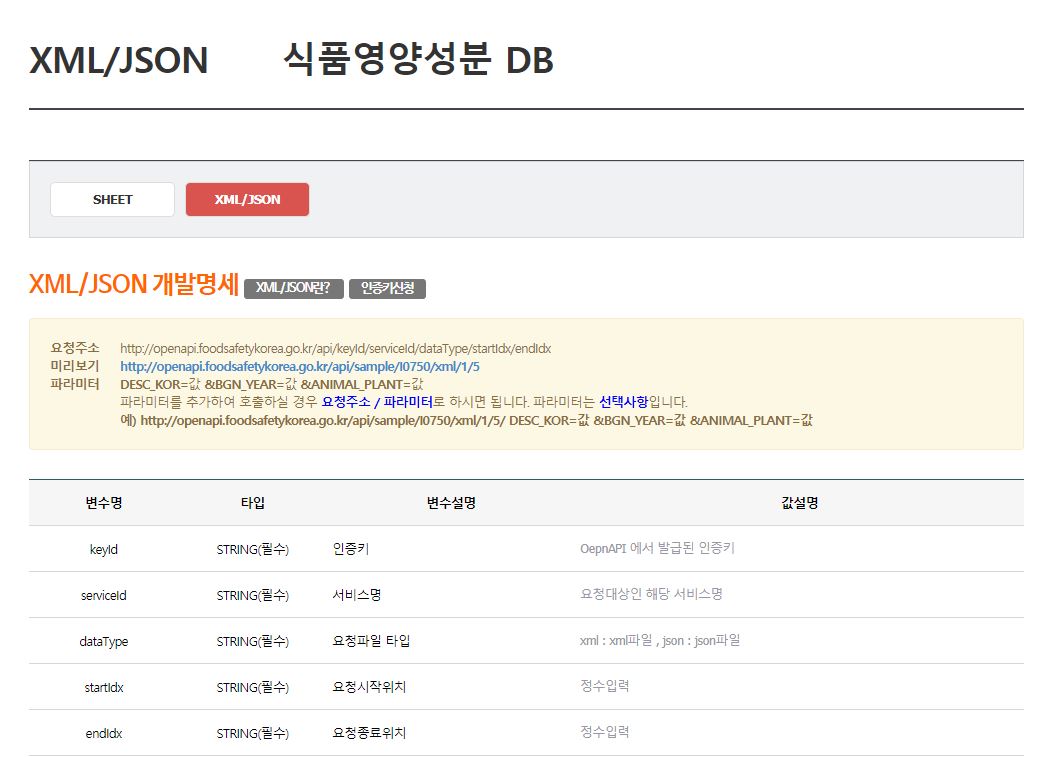 XML/JSON 식품영양성분 DB
SHEET XML/JSON
XML/JSON 개발명세 XML/JSON란? 인증키신청
요청주소 http://openapi.foodsafetykorea.go.kr/api/keyId/serviceId/dataType/startIdx/endIdx
미리보기 http://openapi.foodsafetykorea.go.kr/api/sample/I0750/xml/1/5
파라미터 DESC_KOR=값 &BGN_YEAR=값 &ANIMAL_PLANT=값
파라미터를 추가하여 호출하실 경우 요청주소 / 파라미터로 하시면 됩니다. 파라미터는 선택사항입니다.
예) http://openapi.foodsafetykorea.go.kr/api/sample/I0750/xml/1/5/ DESC_KOR=값 &BGN_YEAR=값 &ANIMAL_PLANT=값
변수명 타입 변수설명 값설명
keyId STRING(필수) 인증키 OepnAPI 에서 발급된 인증키
serviceId STRING(필수) 서비스명 요청대상인 해당 서비스명
dataType STRING(필수) 요청파일 타입 xml : xml파일 , json : json파일
startIdx STRING(필수) 요청시작위치 정수입력
endIdx STRING(필수) 요청종료위치 정수입력